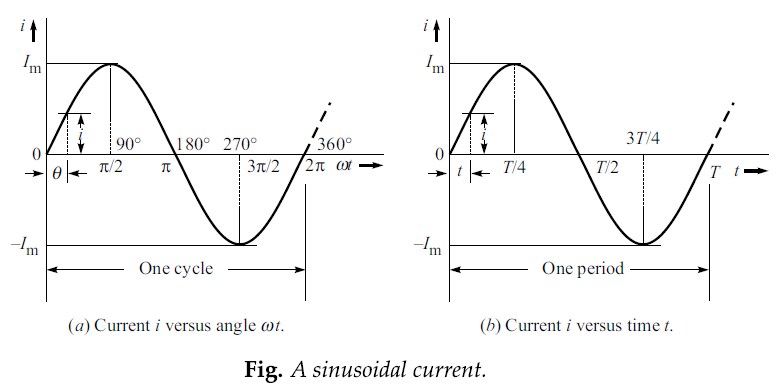 i
I_m
i
90° 180° 270° 360°
0
θ π/2 π 3π/2 2π ωt
–I_m
One cycle
(a) Current i versus angle ωt.
i
I_m
i
3T/4
0
t T/4 T/2 T t
–I_m
One period
(b) Current i versus time t.
Fig. A sinusoidal current.